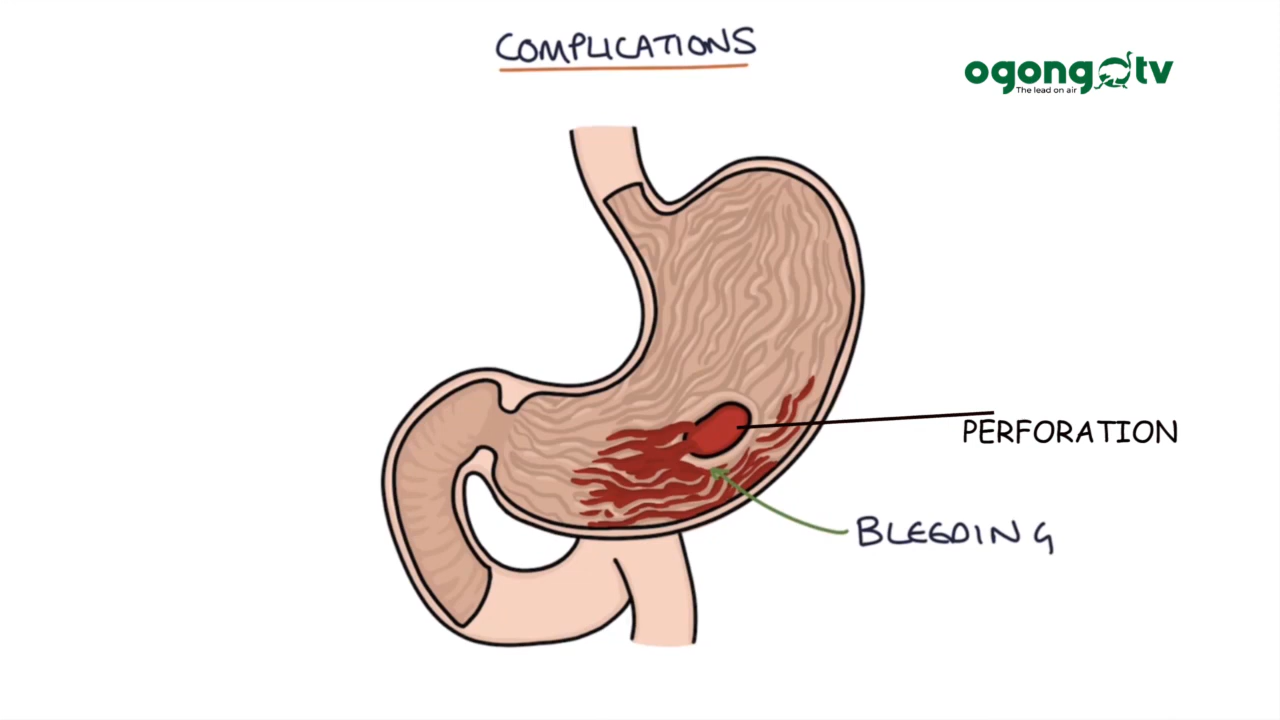 COMPLICATIONS
ogong tv
The lead on air
PERFORATION
BLEEDING